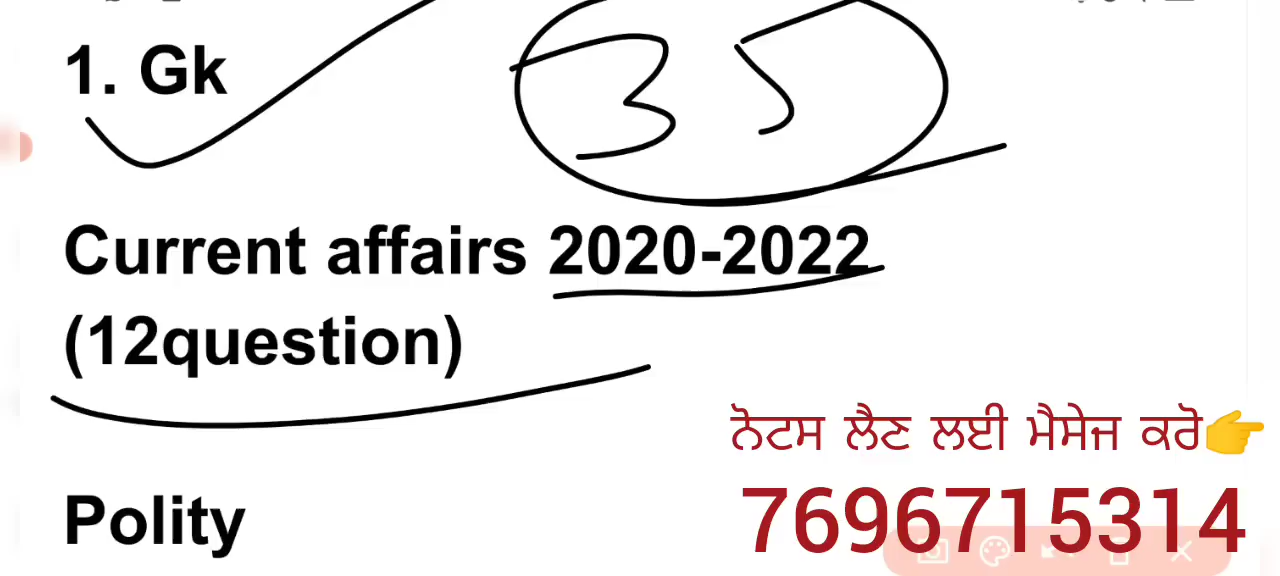 1. Gk
35
Current affairs 2020-2022
(12question)
ਨੋਟਸ ਲੈਣ ਲਈ ਮੈਸੇਜ ਕਰੋ👉
7696715314
Polity